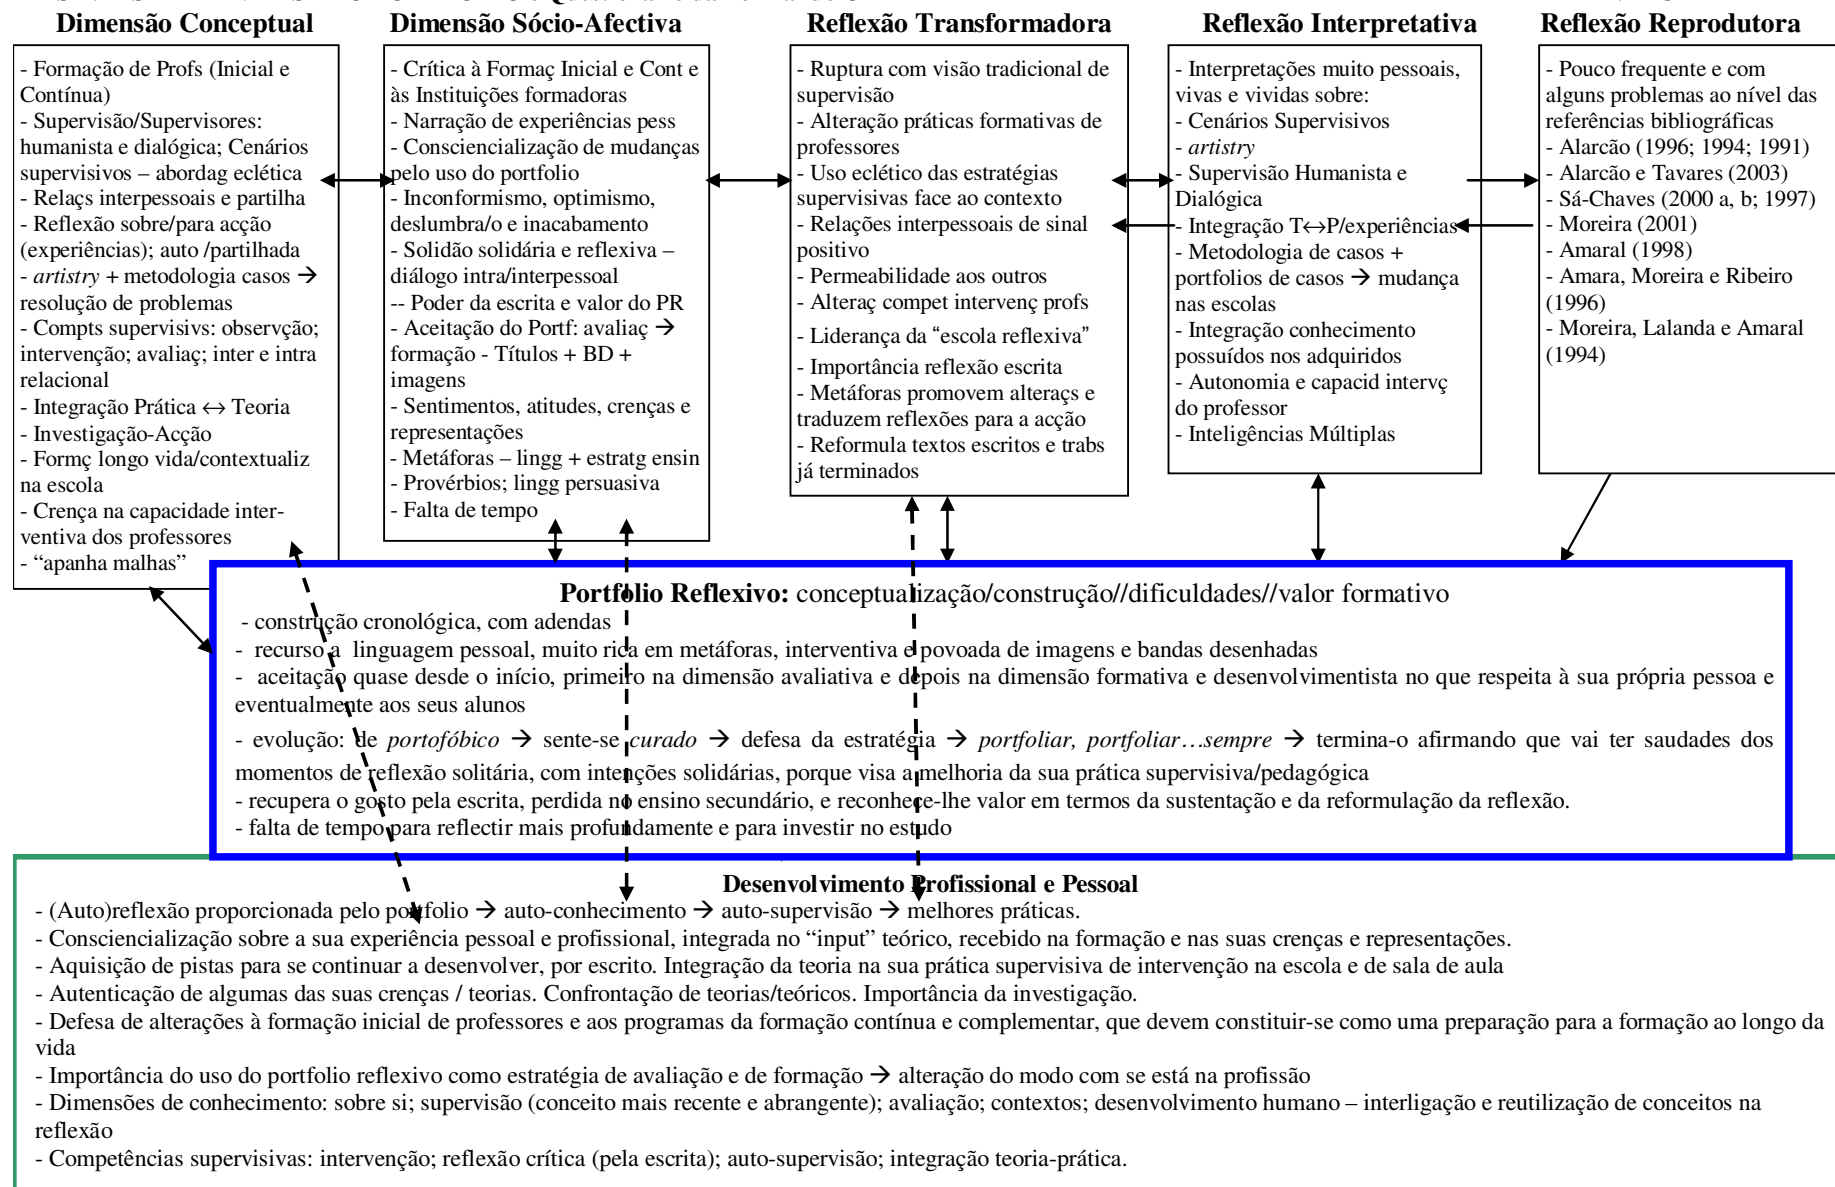 Dimensão Conceptual
- Formação de Profs (Inicial e
Contínua)
- Supervisão/Supervisores:
humanista e dialógica; Cenários
supervisivos – abordag eclética
- Relaçs interpessoais e partilha
- Reflexão sobre/para acção
(experiências); auto /partilhada
- artistry + metodologia casos →
resolução de problemas
- Compts supervisivs: observção;
intervenção; avaliaç; inter e intra
relacional
- Integração Prática ↔ Teoria
- Investigação-Acção
- Formç longo vida/contextualiz
na escola
- Crença na capacidade inter-
ventiva dos professores
- “apanha malhas”
Dimensão Sócio-Afectiva
- Crítica à Formaç Inicial e Cont e
às Instituições formadoras
- Narração de experiências pess
- Consciencialização de mudanças
pelo uso do portfolio
- Inconformismo, optimismo,
deslumbra/o e inacabamento
- Solidão solidária e reflexiva –
diálogo intra/interpessoal
-- Poder da escrita e valor do PR
- Aceitação do Portf: avaliaç →
formação - Títulos + BD +
imagens
- Sentimentos, atitudes, crenças e
representações
- Metáforas – lingg + estratg ensin
- Provérbios; lingg persuasiva
- Falta de tempo
Reflexão Transformadora
- Ruptura com visão tradicional de
supervisão
- Alteração práticas formativas de
professores
- Uso eclético das estratégias
supervisivas face ao contexto
- Relações interpessoais de sinal
positivo
- Permeabilidade aos outros
- Alteraç compet intervenç profs
- Liderança da “escola reflexiva”
- Importância reflexão escrita
- Metáforas promovem alteraçs e
traduzem reflexões para a acção
- Reformula textos escritos e trabs
já terminados
Reflexão Interpretativa
- Interpretações muito pessoais,
vivas e vividas sobre:
- Cenários Supervisivos
- artistry
- Supervisão Humanista e
Dialógica
- Integração T↔P/experiências
- Metodologia de casos +
portfolios de casos → mudança
nas escolas
- Integração conhecimento
possuídos nos adquiridos
- Autonomia e capacid intervç
do professor
- Inteligências Múltiplas
Reflexão Reprodutora
- Pouco frequente e com
alguns problemas ao nível das
referências bibliográficas
- Alarcão (1996; 1994; 1991)
- Alarcão e Tavares (2003)
- Sá-Chaves (2000 a, b; 1997)
- Moreira (2001)
- Amaral (1998)
- Amara, Moreira e Ribeiro
(1996)
- Moreira, Lalanda e Amaral
(1994)
Portfolio Reflexivo: conceptualização/construção//dificuldades//valor formativo
- construção cronológica, com adendas
- recurso a linguagem pessoal, muito rica em metáforas, interventiva e povoada de imagens e bandas desenhadas
- aceitação quase desde o início, primeiro na dimensão avaliativa e depois na dimensão formativa e desenvolvimentista no que respeita à sua própria pessoa e
eventualmente aos seus alunos
- evolução: de portofóbico → sente-se curado → defesa da estratégia → portfoliar, portfoliar…sempre → termina-o afirmando que vai ter saudades dos
momentos de reflexão solitária, com intenções solidárias, porque visa a melhoria da sua prática supervisiva/pedagógica
- recupera o gosto pela escrita, perdida no ensino secundário, e reconhece-lhe valor em termos da sustentação e da reformulação da reflexão.
- falta de tempo para reflectir mais profundamente e para investir no estudo
Desenvolvimento Profissional e Pessoal
- (Auto)reflexão proporcionada pelo portfolio → auto-conhecimento → auto-supervisão → melhores práticas.
- Consciencialização sobre a sua experiência pessoal e profissional, integrada no “input” teórico, recebido na formação e nas suas crenças e representações.
- Aquisição de pistas para se continuar a desenvolver, por escrito. Integração da teoria na sua prática supervisiva de intervenção na escola e de sala de aula
- Autenticação de algumas das suas crenças / teorias. Confrontação de teorias/teóricos. Importância da investigação.
- Defesa de alterações à formação inicial de professores e aos programas da formação contínua e complementar, que devem constituir-se como uma preparação para a formação ao longo da
vida
- Importância do uso do portfolio reflexivo como estratégia de avaliação e de formação → alteração do modo com se está na profissão
- Dimensões de conhecimento: sobre si; supervisão (conceito mais recente e abrangente); avaliação; contextos; desenvolvimento humano – interligação e reutilização de conceitos na
reflexão
- Competências supervisivas: intervenção; reflexão crítica (pela escrita); auto-supervisão; integração teoria-prática.